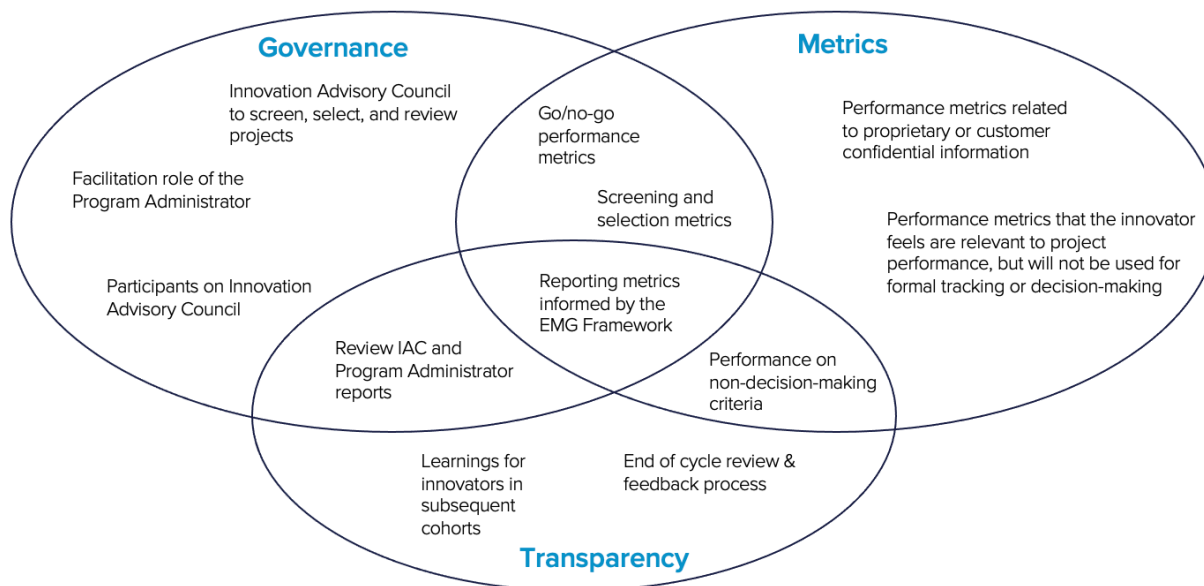 Governance
Metrics
Innovation Advisory Council
to screen, select, and review
projects
Facilitation role of the
Program Administrator
Participants on Innovation
Advisory Council
Go/no-go
performance
metrics
Screening and
selection metrics
Performance metrics related
to proprietary or customer
confidential information
Performance metrics that the innovator
feels are relevant to project
performance, but will not be used for
formal tracking or decision-making
Reporting metrics
informed by the
EMG Framework
Review IAC and
Program Administrator
reports
Performance on
non-decision-making
criteria
Learnings for
innovators in
subsequent
cohorts
End of cycle review &
feedback process
Transparency